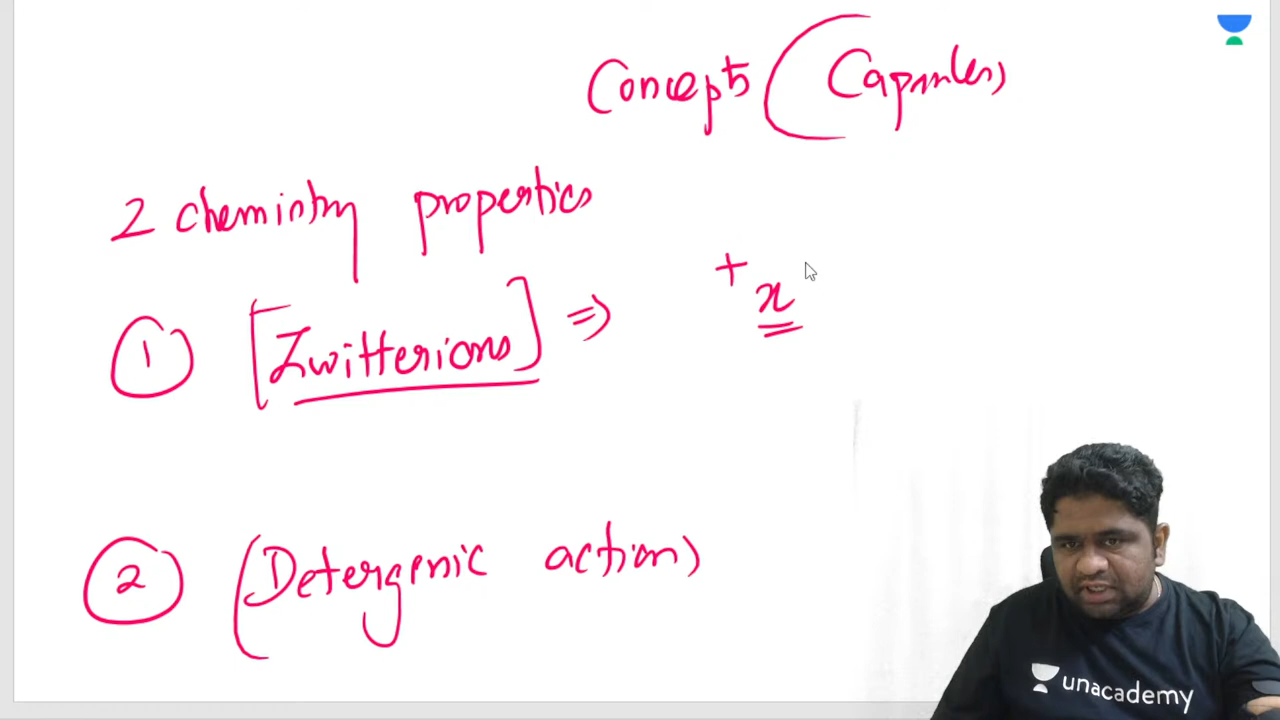 Concepts (Capsules)
2 chemistry properties
1 [Zwitterions] ⇒ + x
2 (Detergenic action)
unacademy